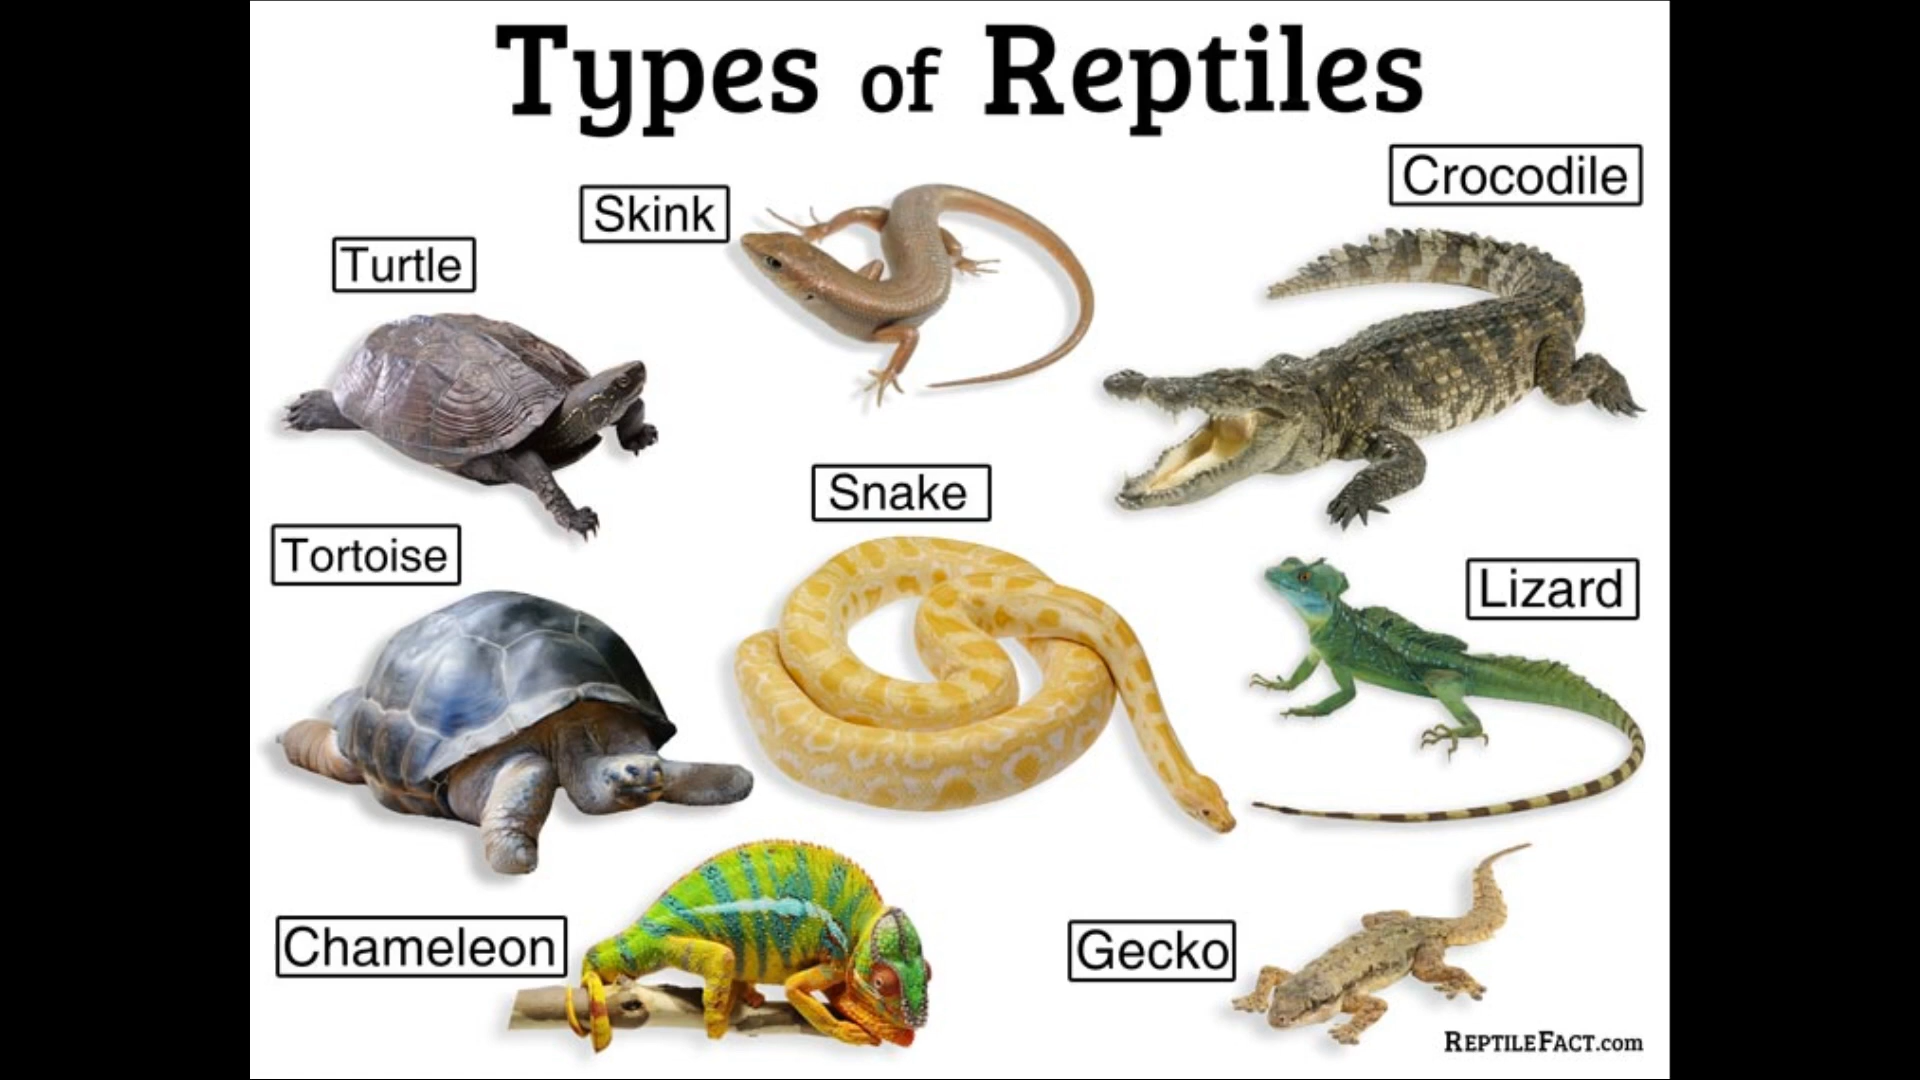 Types of Reptiles
Crocodile
Skink
Turtle
Snake
Tortoise
Lizard
Chameleon
Gecko
REPTILEFACT.com